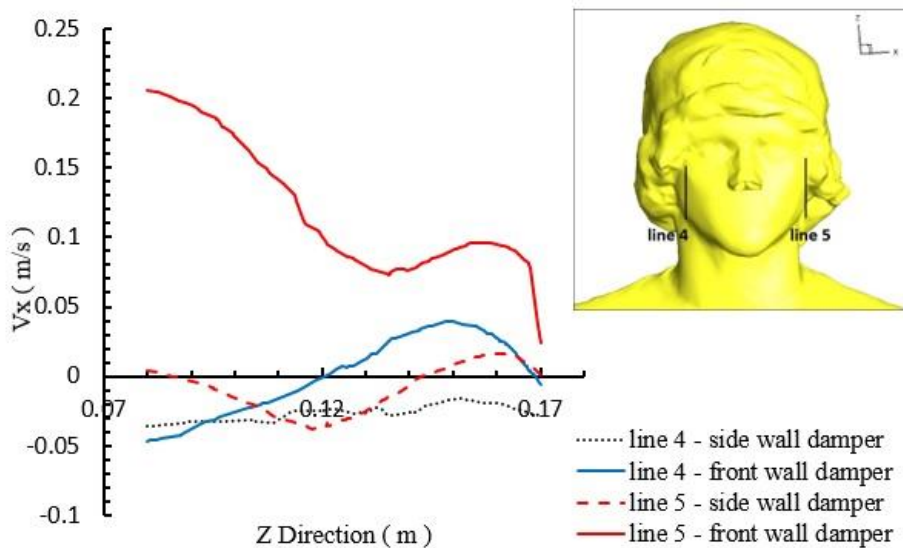 0.25
0.2
0.15
0.1
0.05
0
-0.05
-0.1
Vx ( m/s )
0.07
0.12
0.17
Z Direction ( m )
z
x
line 4
line 5
line 4 - side wall damper
line 4 - front wall damper
line 5 - side wall damper
line 5 - front wall damper